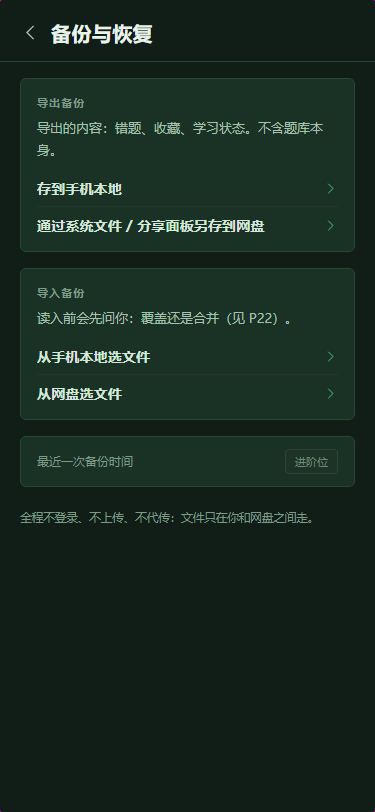 备份与恢复
导出备份
导出的内容：错题、收藏、学习状态。不含题库本
身。
存到手机本地
通过系统文件 / 分享面板另存到网盘
导入备份
读入前会先问你：覆盖还是合并（见 P22）。
从手机本地选文件
从网盘选文件
最近一次备份时间
进阶位
全程不登录、不上传、不代传：文件只在你和网盘之间走。